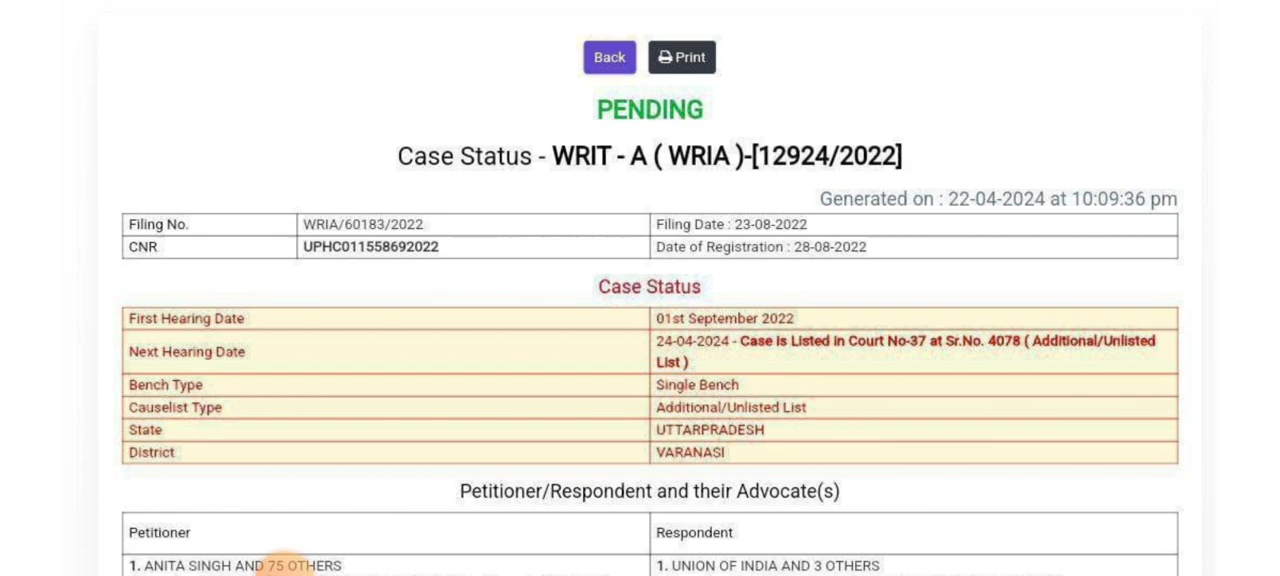 Back Print
PENDING
Case Status - WRIT - A ( WRIA )-[12924/2022]
Generated on : 22-04-2024 at 10:09:36 pm
Filing No. WRIA/60183/2022 Filing Date : 23-08-2022
CNR UPHC011558692022 Date of Registration : 28-08-2022
Case Status
First Hearing Date 01st September 2022
Next Hearing Date 24-04-2024 - Case is Listed in Court No-37 at Sr.No. 4078 ( Additional/Unlisted
List )
Bench Type Single Bench
Causelist Type Additional/Unlisted List
State UTTARPRADESH
District VARANASI
Petitioner/Respondent and their Advocate(s)
Petitioner Respondent
1. ANITA SINGH AND 75 OTHERS 1. UNION OF INDIA AND 3 OTHERS